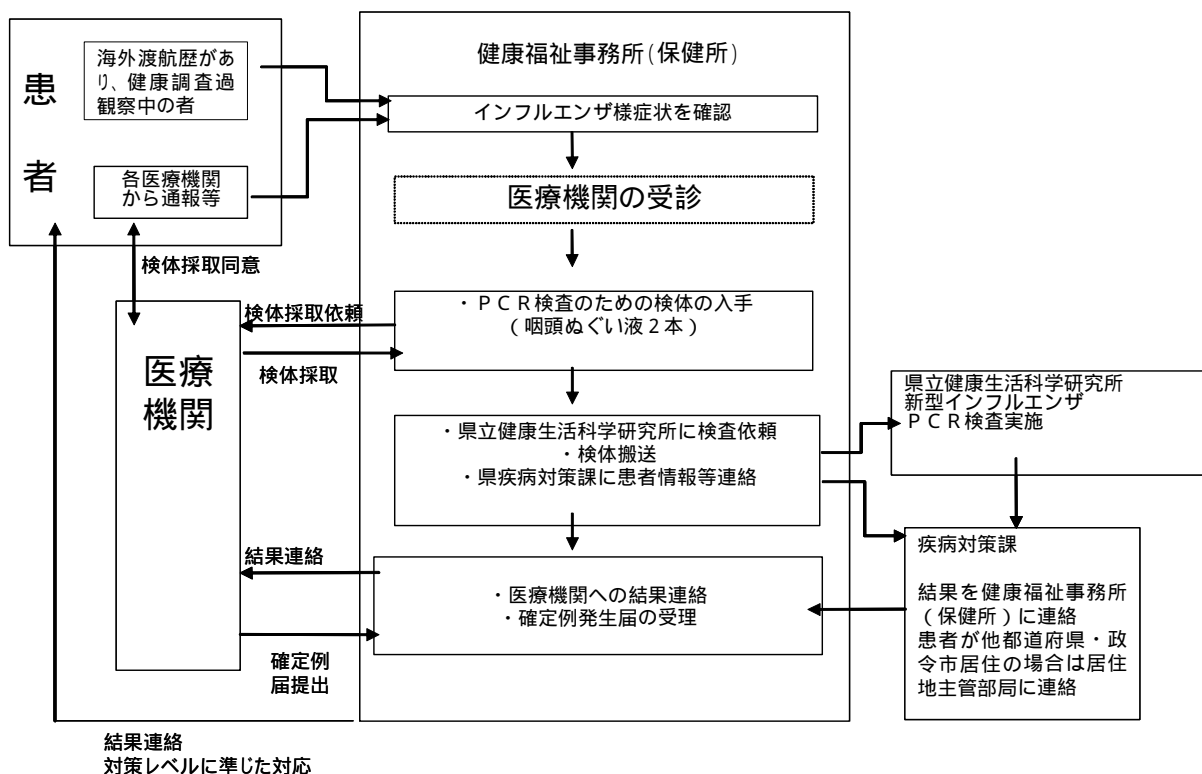 患者
海外渡航歴があ
り、健康調査過
観察中の者
各医療機関
から通報等
健康福祉事務所(保健所)
インフルエンザ様症状を確認
医療機関の受診
検体採取同意
・ＰＣＲ検査のための検体の入手
（咽頭ぬぐい液２本）
検体採取依頼
検体採取
医療
機関
・県立健康生活科学研究所に検査依頼
・検体搬送
・県疾病対策課に患者情報等連絡
県立健康生活科学研究所
新型インフルエンザ
ＰＣＲ検査実施
疾病対策課
結果を健康福祉事務所
（保健所）に連絡
患者が他都道府県・政
令市居住の場合は居住
地主管部局に連絡
結果連絡
・医療機関への結果連絡
・確定例発生届の受理
確定例
届提出
結果連絡
対策レベルに準じた対応